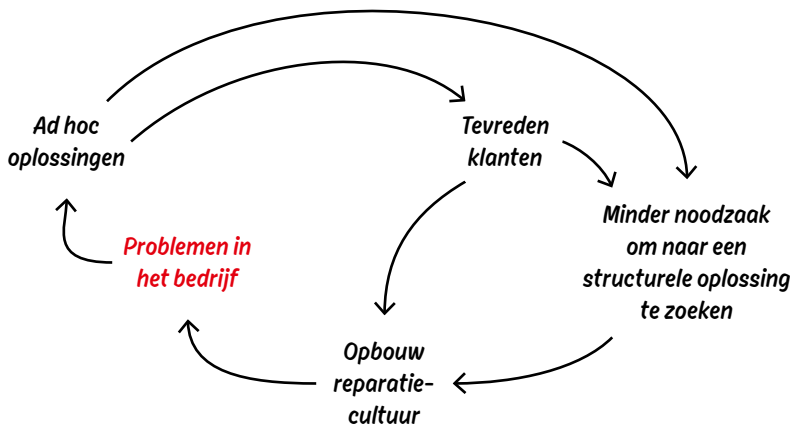 Ad hoc
oplossingen
Tevreden
klanten
Minder noodzaak
om naar een
structurele oplossing
te zoeken
Problemen in
het bedrijf
Opbouw
reparatie-
cultuur